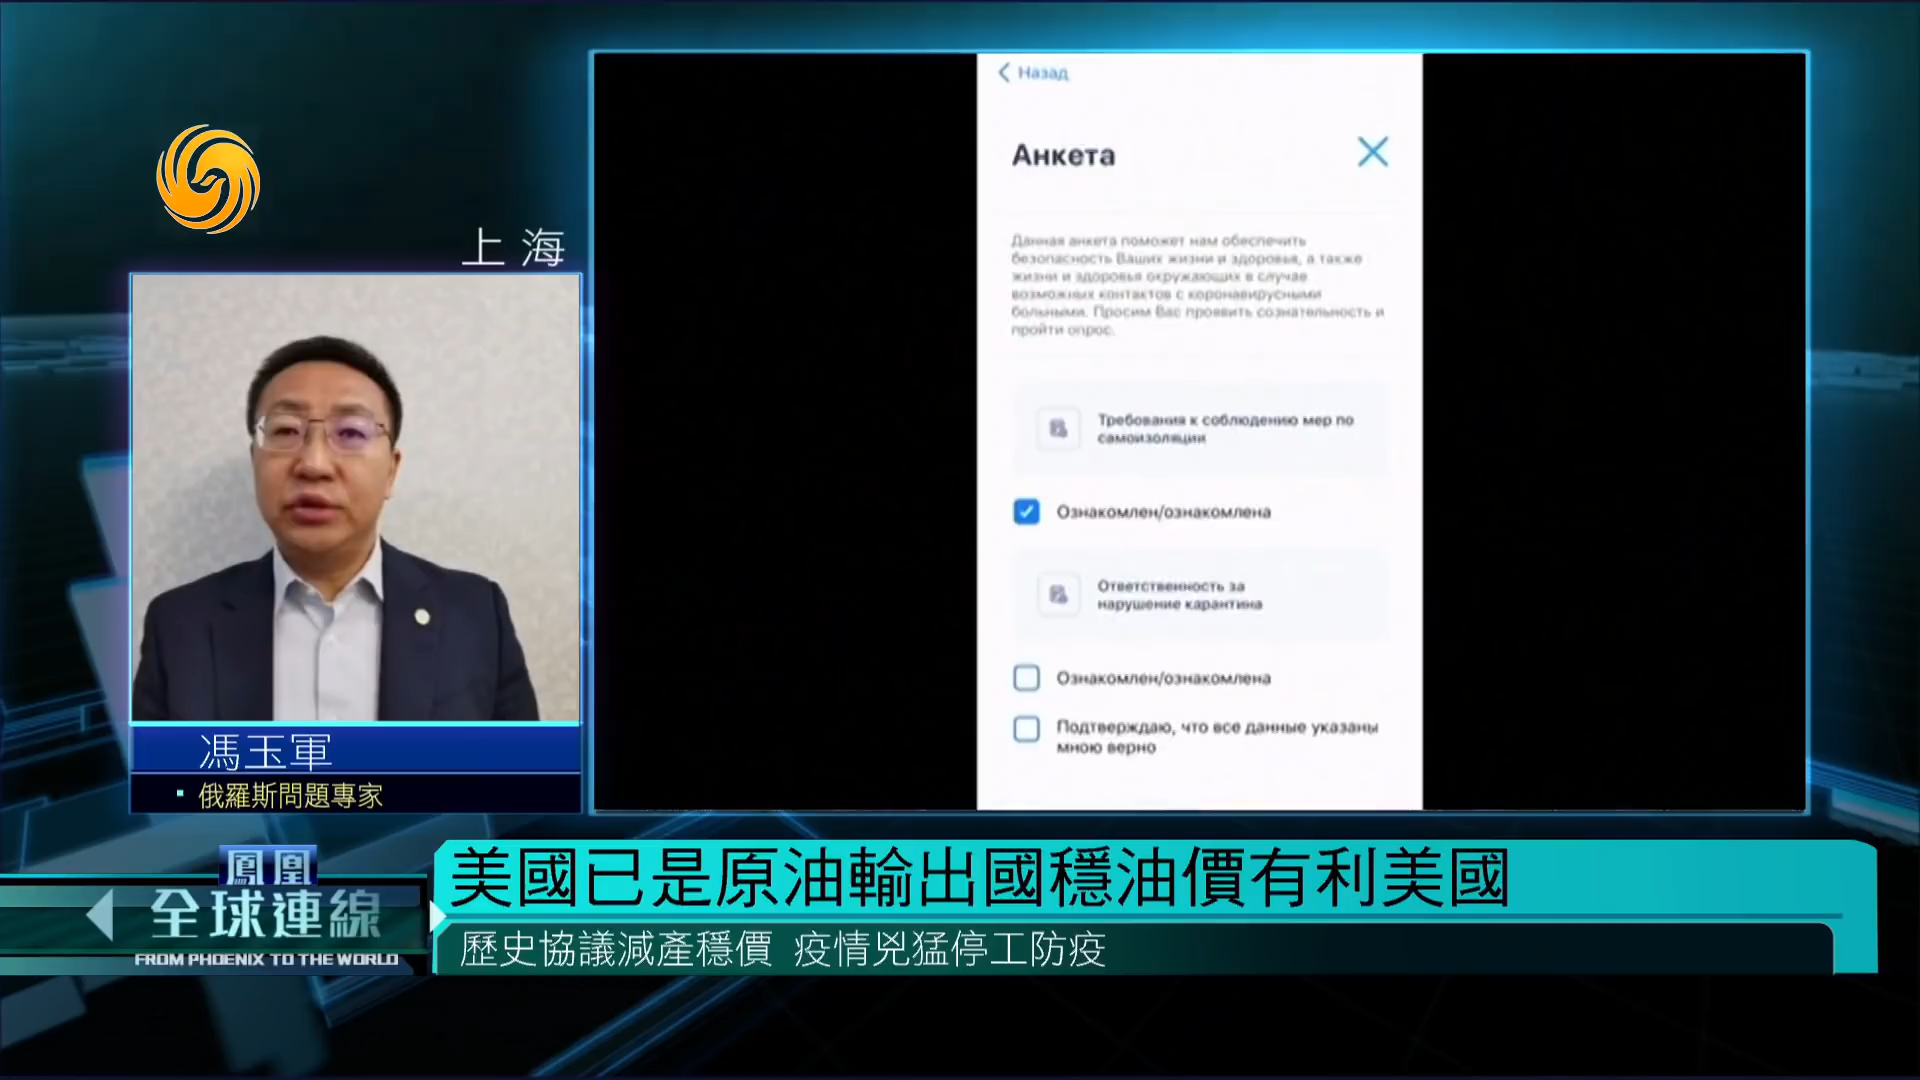 上海
馮玉軍
俄羅斯問題專家
Назад
Анкета
Данная анкета поможет нам обеспечить
безопасность Ваших жизни и здоровья, а также
жизни и здоровья окружающих в случае
возможных контактов с коронавирусными
больными. Просим Вас проявить сознательность и
пройти опрос.
Требования к соблюдению мер по
самоизоляции
Ознакомлен/ознакомлена
Ответственность за
нарушение карантина
Ознакомлен/ознакомлена
Подтверждаю, что все данные указаны
мною верно
鳳凰
全球連線
FROM PHOENIX TO THE WORLD
美國已是原油輸出國穩油價有利美國
歷史協議減產穩價 疫情兇猛停工防疫